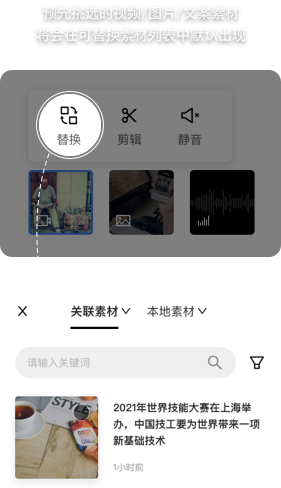 预先挑选的视频/图片/文案素材
将会在可替换素材列表中默认出现
替换
剪辑
静音
关联素材
本地素材
请输入关键词
STYLE
2021年世界技能大赛在上海举
办，中国技工要为世界带来一项
新基础技术
1小时前